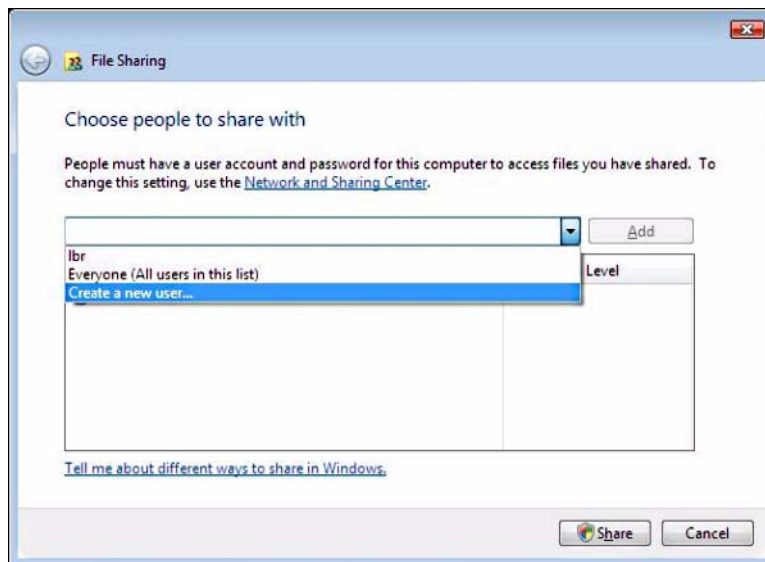 File Sharing
Choose people to share with
People must have a user account and password for this computer to access files you have shared. To
change this setting, use the Network and Sharing Center.
Add
lbr
Everyone (All users in this list)
Create a new user...
Level
Tell me about different ways to share in Windows.
Share
Cancel